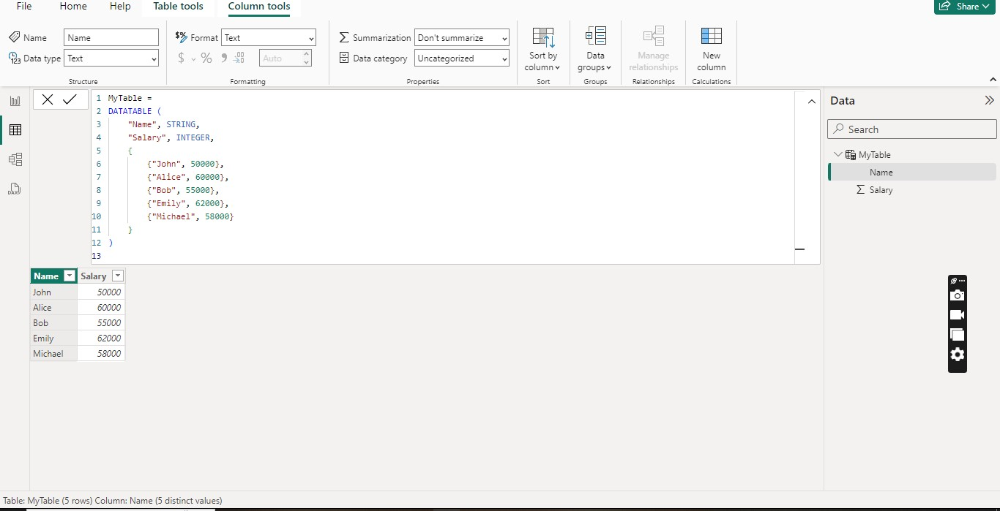 File Home Help Table tools Column tools Share
Name Name $% Format Text Summarization Don't summarize
123 Data type Text $ % 9 .00 Auto Data category Uncategorized
Sort by column Data groups Manage relationships New column
Structure Formatting Properties Sort Groups Relationships Calculations
1 MyTable =
2 DATATABLE (
3 "Name", STRING,
4 "Salary", INTEGER,
5 {
6 {"John", 50000},
7 {"Alice", 60000},
8 {"Bob", 55000},
9 {"Emily", 62000},
10 {"Michael", 58000}
11 }
12 )
13
Name Salary
John 50000
Alice 60000
Bob 55000
Emily 62000
Michael 58000
DAX
Data
Search
MyTable
Name
Σ Salary
Table: MyTable (5 rows) Column: Name (5 distinct values)